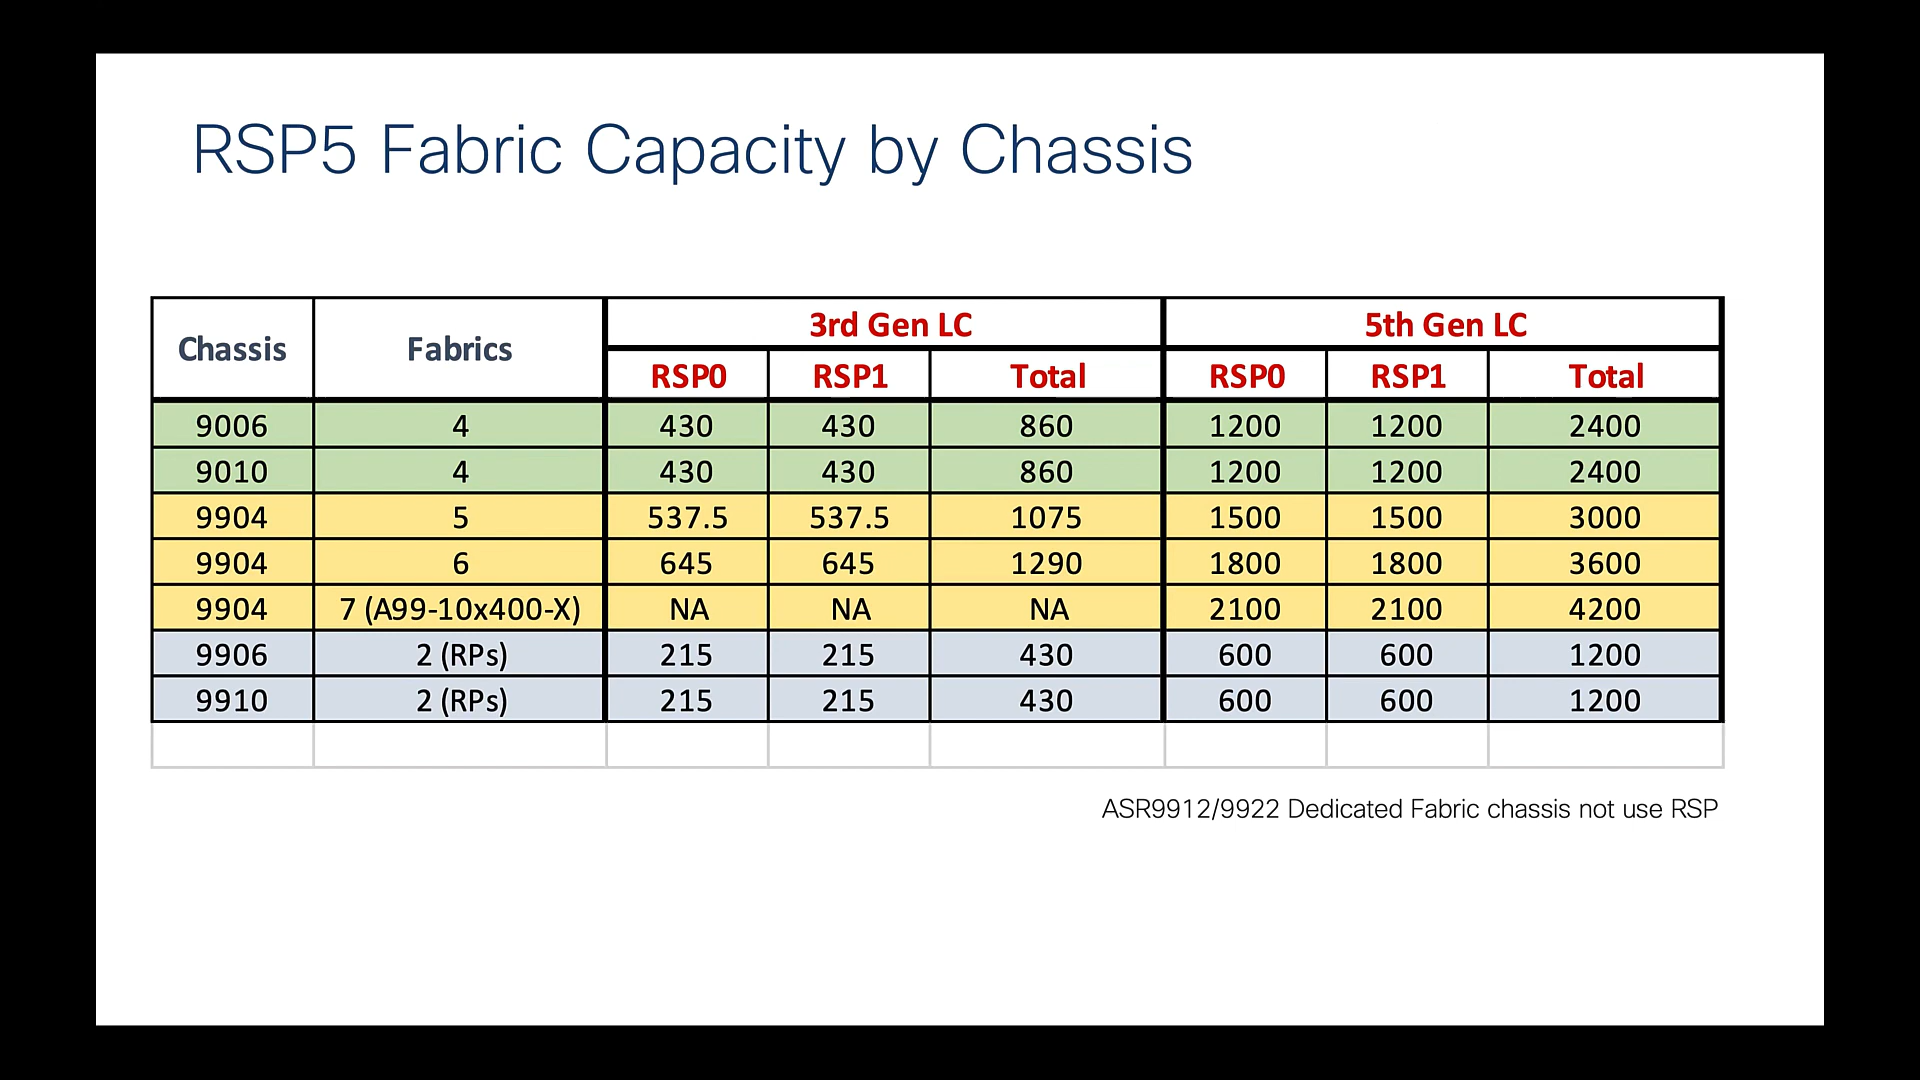 RSP5 Fabric Capacity by Chassis
Chassis Fabrics 3rd Gen LC 5th Gen LC
RSP0 RSP1 Total RSP0 RSP1 Total
9006 4 430 430 860 1200 1200 2400
9010 4 430 430 860 1200 1200 2400
9904 5 537.5 537.5 1075 1500 1500 3000
9904 6 645 645 1290 1800 1800 3600
9904 7 (A99-10x400-X) NA NA NA 2100 2100 4200
9906 2 (RPs) 215 215 430 600 600 1200
9910 2 (RPs) 215 215 430 600 600 1200
ASR9912/9922 Dedicated Fabric chassis not use RSP